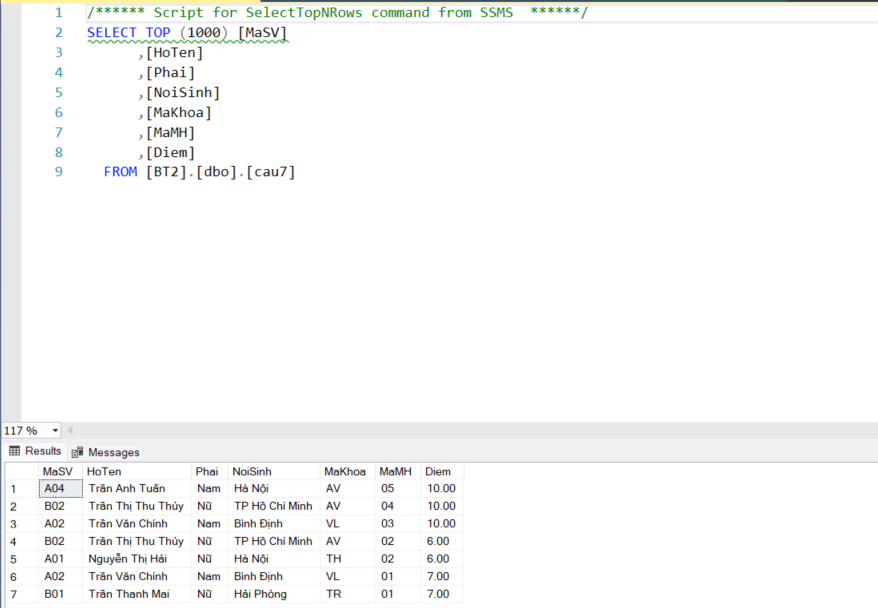 1 /****** Script for SelectTopNRows command from SSMS ******/
2 SELECT TOP (1000) [MaSV]
3 ,[HoTen]
4 ,[Phai]
5 ,[NoiSinh]
6 ,[MaKhoa]
7 ,[MaMH]
8 ,[Diem]
9 FROM [BT2].[dbo].[cau7]
117 %
Results Messages
MaSV HoTen Phai NoiSinh MaKhoa MaMH Diem
1 A04 Trần Anh Tuấn Nam Hà Nội AV 05 10.00
2 B02 Trần Thị Thu Thủy Nữ TP Hồ Chí Minh AV 04 10.00
3 A02 Trần Văn Chính Nam Bình Định VL 03 10.00
4 B02 Trần Thị Thu Thủy Nữ TP Hồ Chí Minh AV 02 6.00
5 A01 Nguyễn Thị Hải Nữ Hà Nội TH 02 6.00
6 A02 Trần Văn Chính Nam Bình Định VL 01 7.00
7 B01 Trần Thanh Mai Nữ Hải Phòng TR 01 7.00